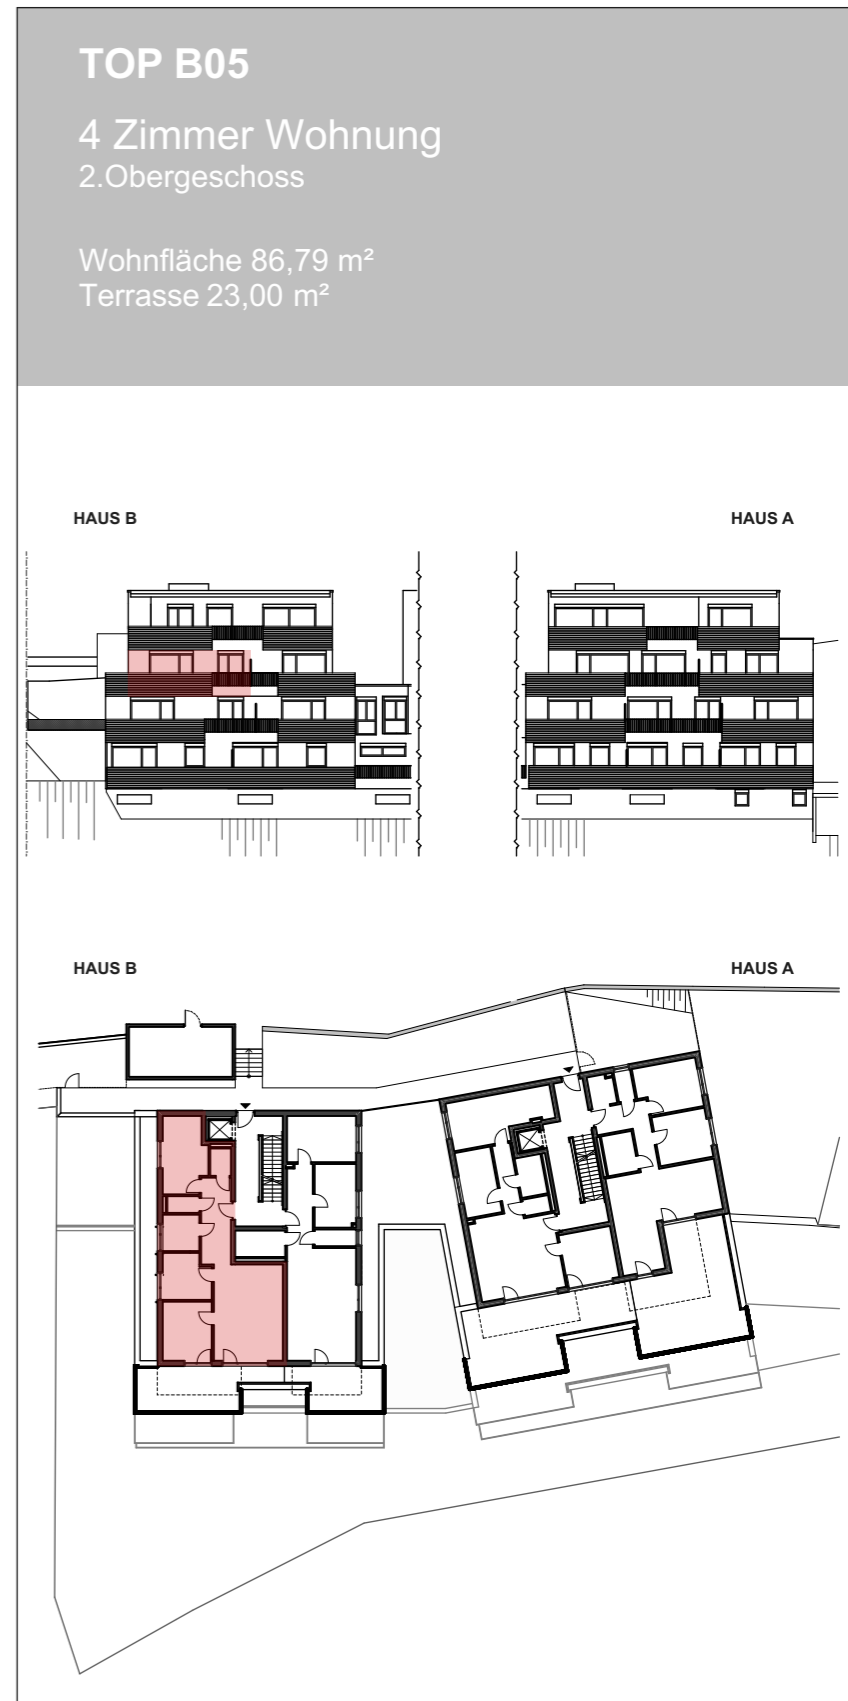 TOP B05
4 Zimmer Wohnung
2.Obergeschoss
Wohnfläche 86,79 m²
Terrasse 23,00 m²
HAUS B
HAUS A
HAUS B
HAUS A